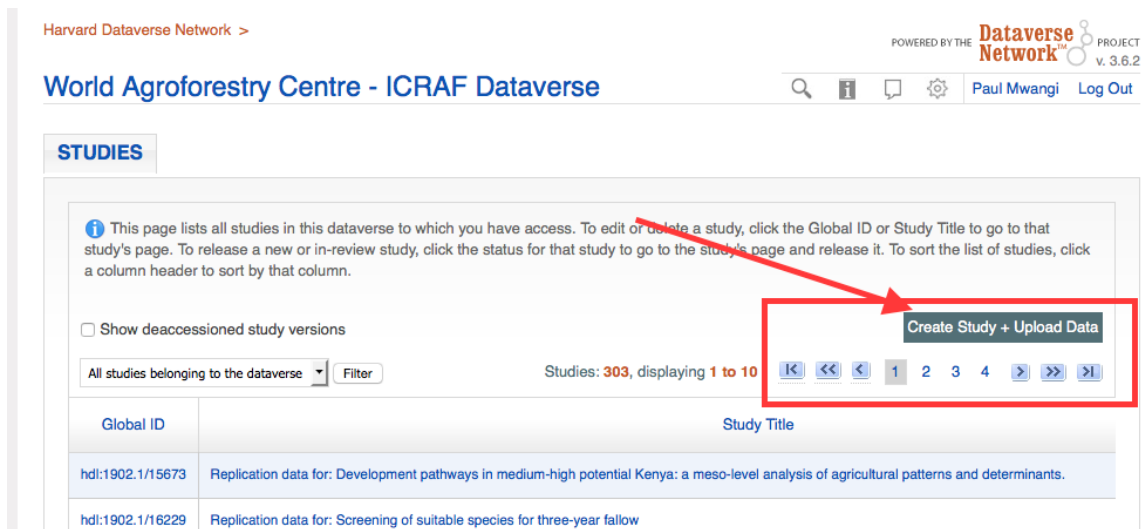 Harvard Dataverse Network >
POWERED BY THE Dataverse Network™ PROJECT
v. 3.6.2
World Agroforestry Centre - ICRAF Dataverse
Paul Mwangi Log Out
STUDIES
This page lists all studies in this dataverse to which you have access. To edit or delete a study, click the Global ID or Study Title to go to that
study's page. To release a new or in-review study, click the status for that study to go to the study's page and release it. To sort the list of studies, click
a column header to sort by that column.
Create Study + Upload Data
Show deaccessioned study versions
All studies belonging to the dataverse Filter Studies: 303, displaying 1 to 10 1 2 3 4
Global ID Study Title
hdl:1902.1/15673 Replication data for: Development pathways in medium-high potential Kenya: a meso-level analysis of agricultural patterns and determinants.
hdl:1902.1/16229 Replication data for: Screening of suitable species for three-year fallow